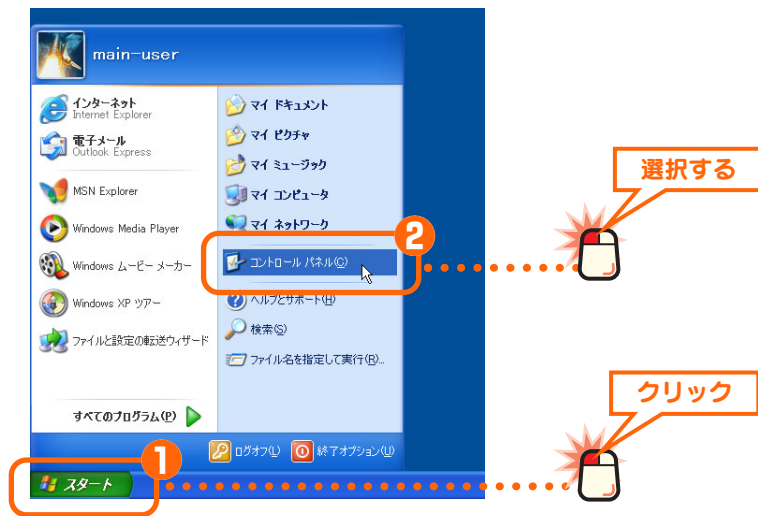 main-user
インターネット
Internet Explorer
電子メール
Outlook Express
MSN Explorer
Windows Media Player
Windows ムービー メーカー
Windows XP ツアー
ファイルと設定の転送ウィザード
すべてのプログラム(P)
マイ ドキュメント
マイ ピクチャ
マイ ミュージック
マイ コンピュータ
マイ ネットワーク
2
コントロール パネル(C)
ヘルプとサポート(H)
検索(S)
ファイル名を指定して実行(R)...
ログオフ(L)
終了オプション(U)
1
スタート
選択する
クリック